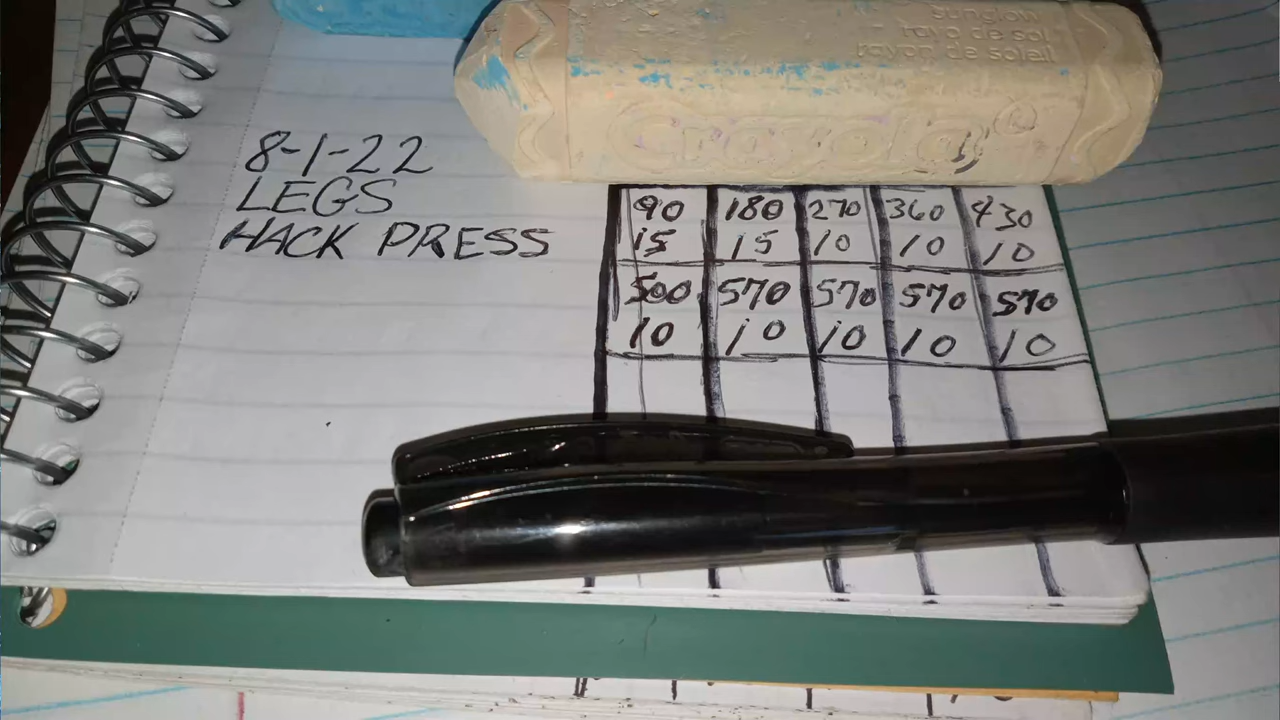 sunglow
rayo de sol
rayon de soleil
Crayola®
8-1-22
LEGS
HACK PRESS
90 180 270 360 430
15 15 10 10 10
500 570 570 570 570
10 10 10 10 10